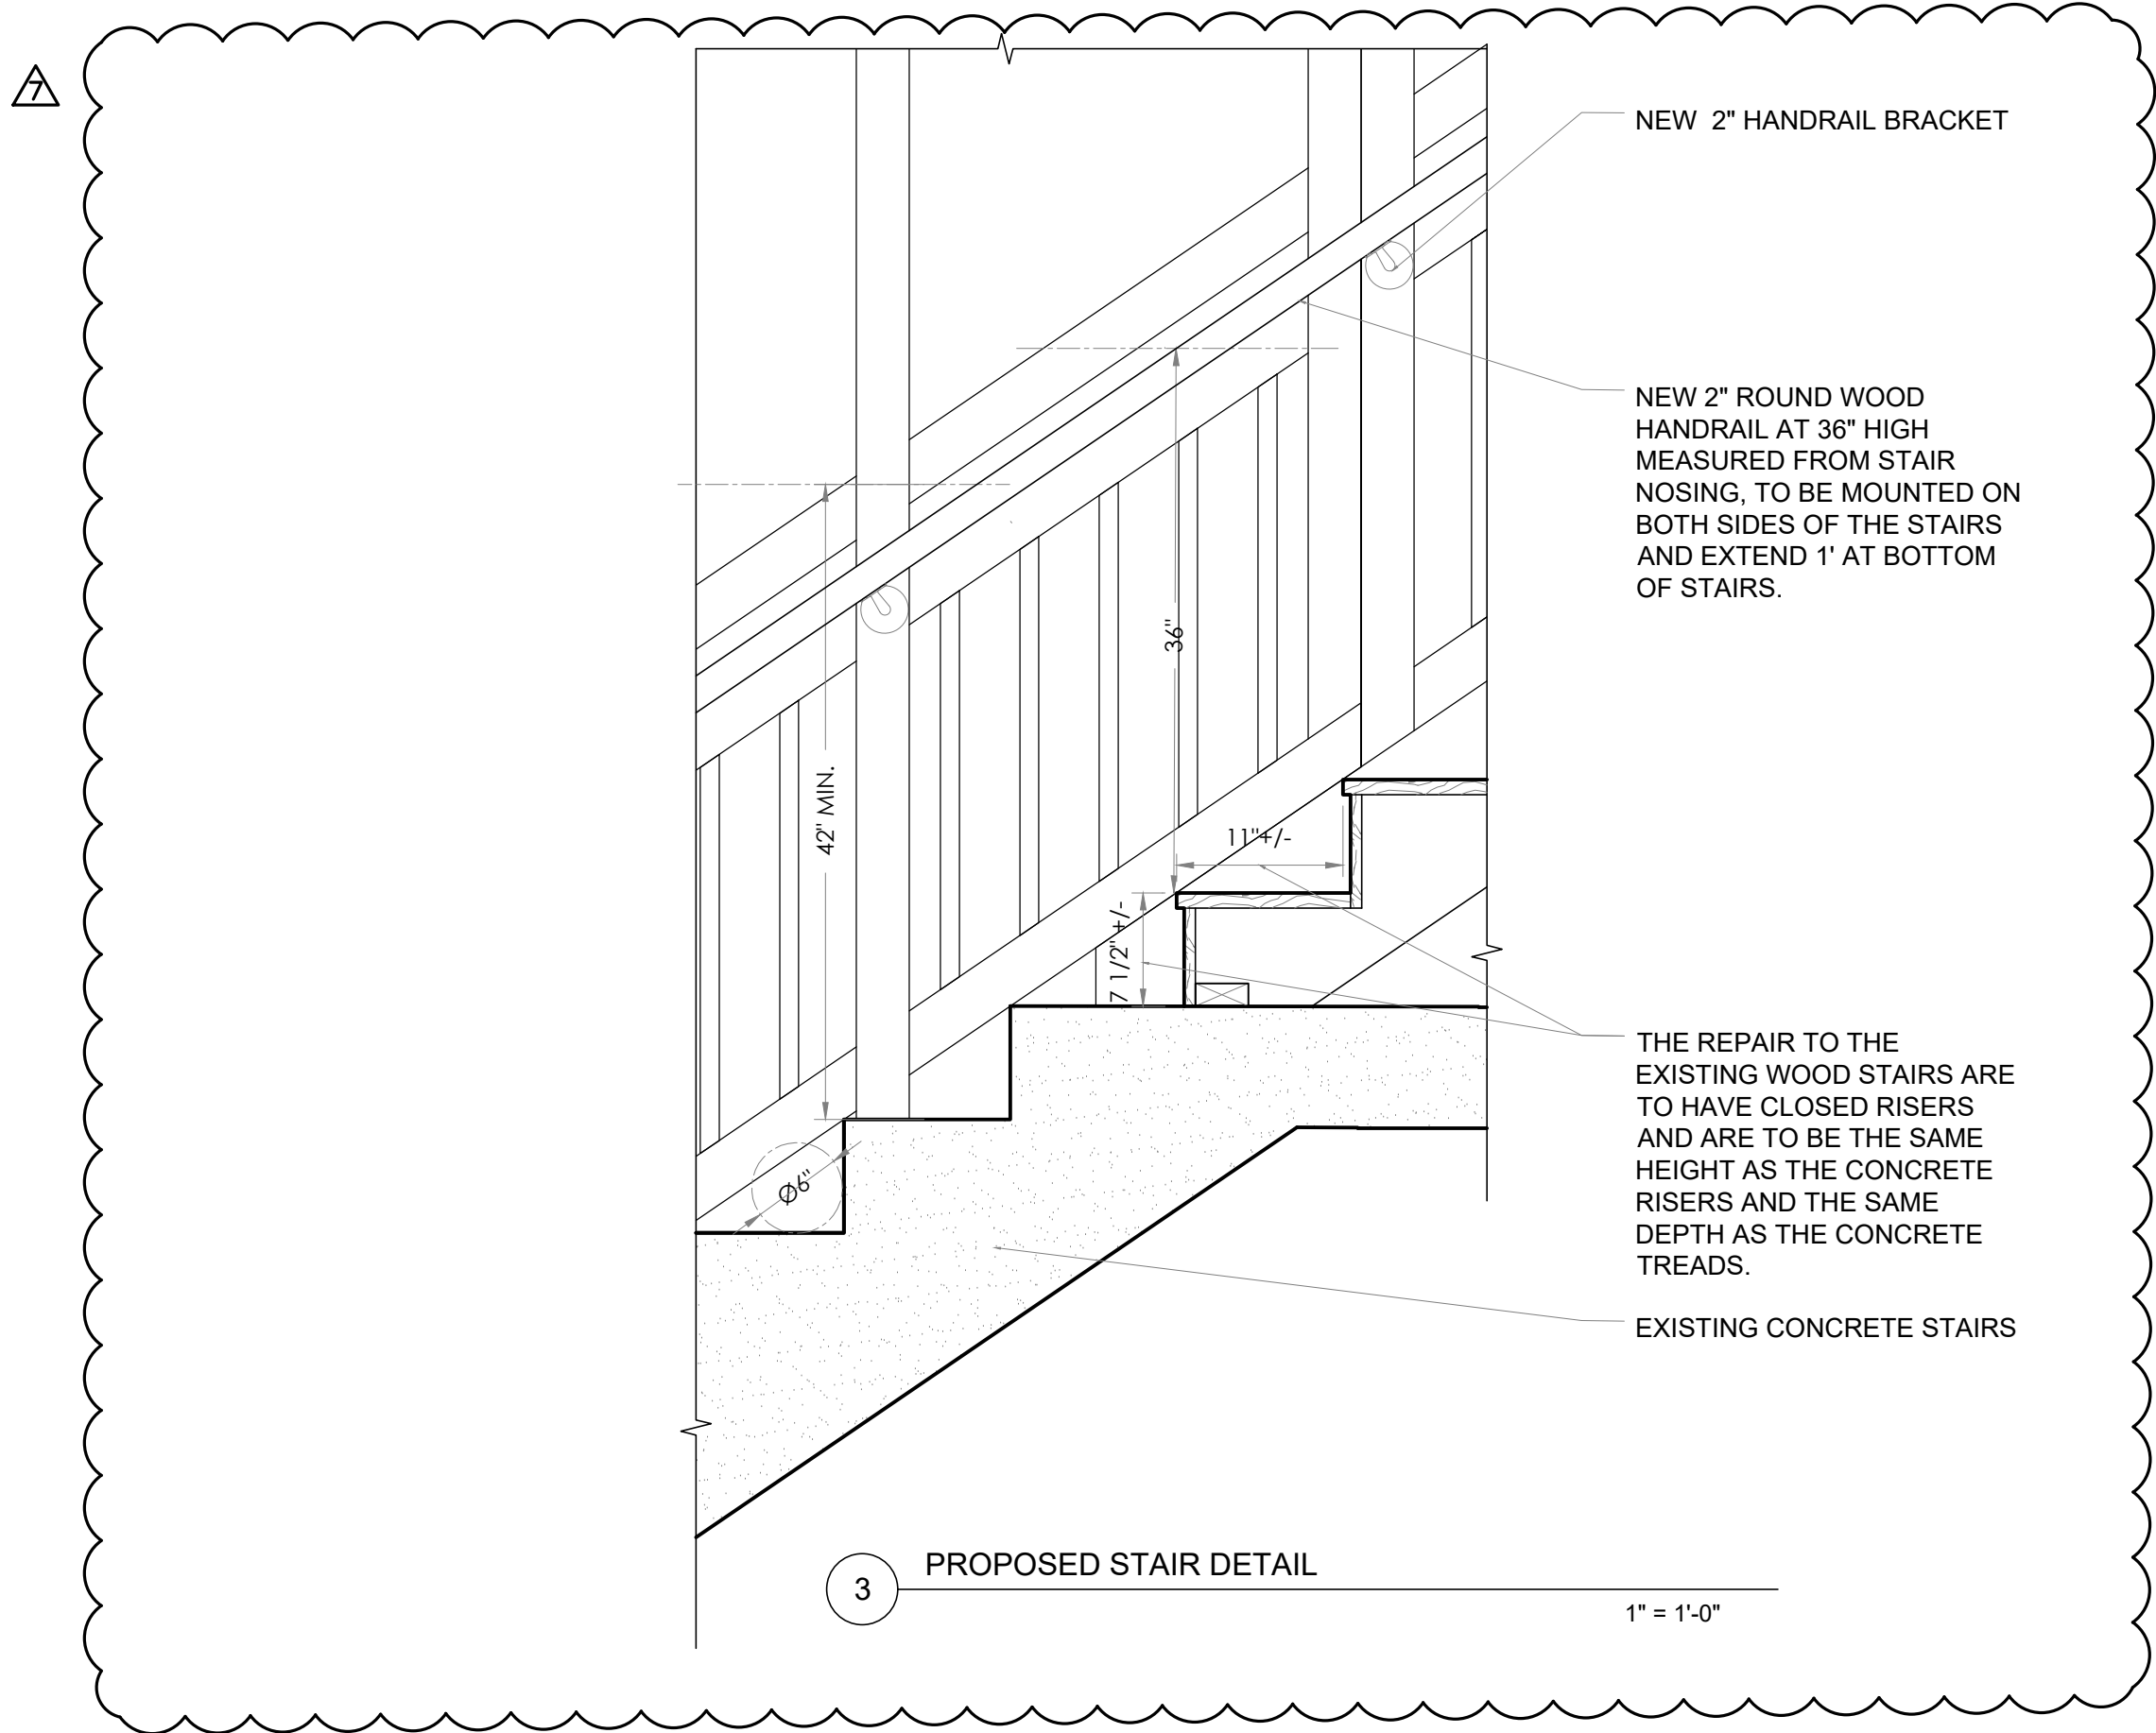 7
NEW  2" HANDRAIL BRACKET
NEW 2" ROUND WOOD
HANDRAIL AT 36" HIGH
MEASURED FROM STAIR
NOSING, TO BE MOUNTED ON
BOTH SIDES OF THE STAIRS
AND EXTEND 1' AT BOTTOM
OF STAIRS.
36"
42" MIN.
11"+/-
7 1/2" +/-
Ø6"
THE REPAIR TO THE
EXISTING WOOD STAIRS ARE
TO HAVE CLOSED RISERS
AND ARE TO BE THE SAME
HEIGHT AS THE CONCRETE
RISERS AND THE SAME
DEPTH AS THE CONCRETE
TREADS.
EXISTING CONCRETE STAIRS
3
PROPOSED STAIR DETAIL
1" = 1'-0"